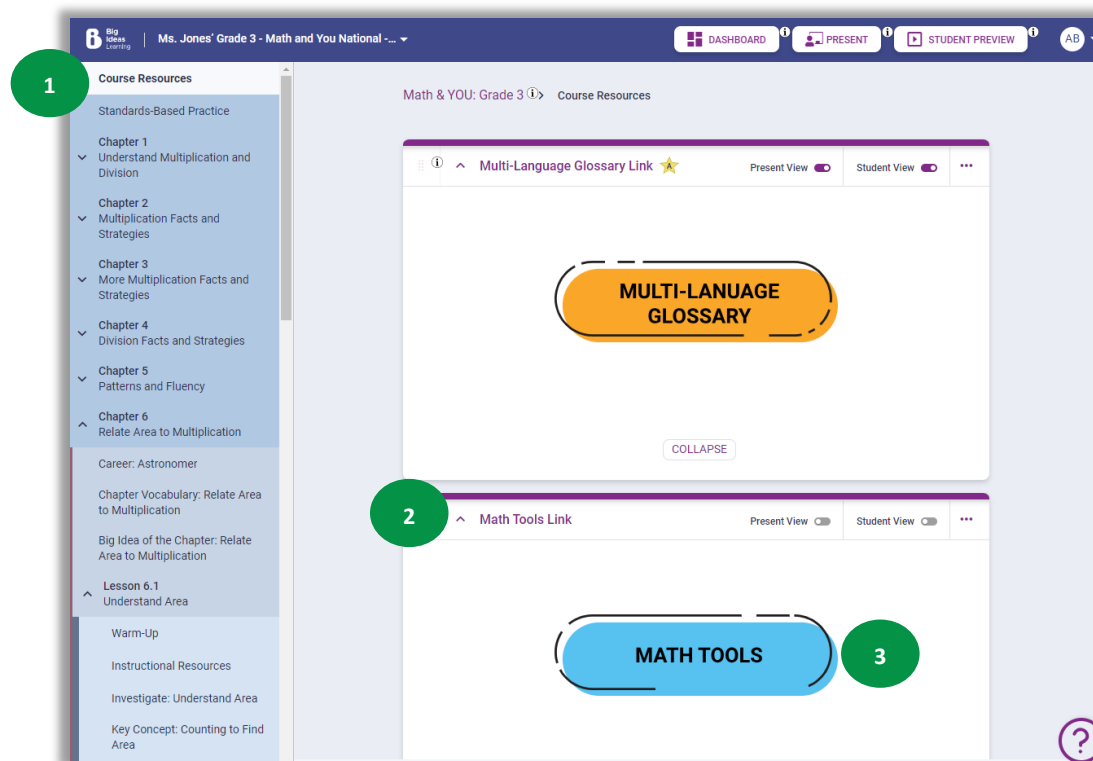 Big
Ideas
Learning
Ms. Jones' Grade 3 - Math and You National -...
DASHBOARD
PRESENT
STUDENT PREVIEW
AB
1
Course Resources
Standards-Based Practice
Chapter 1
Understand Multiplication and
Division
Chapter 2
Multiplication Facts and
Strategies
Chapter 3
More Multiplication Facts and
Strategies
Chapter 4
Division Facts and Strategies
Chapter 5
Patterns and Fluency
Chapter 6
Relate Area to Multiplication
Career: Astronomer
Chapter Vocabulary: Relate Area
to Multiplication
Big Idea of the Chapter: Relate
Area to Multiplication
Lesson 6.1
Understand Area
Warm-Up
Instructional Resources
Investigate: Understand Area
Key Concept: Counting to Find
Area
Math & YOU: Grade 3 > Course Resources
Multi-Language Glossary Link
A
Present View
Student View
MULTI-LANUAGE
GLOSSARY
COLLAPSE
2
Math Tools Link
Present View
Student View
MATH TOOLS
3
?